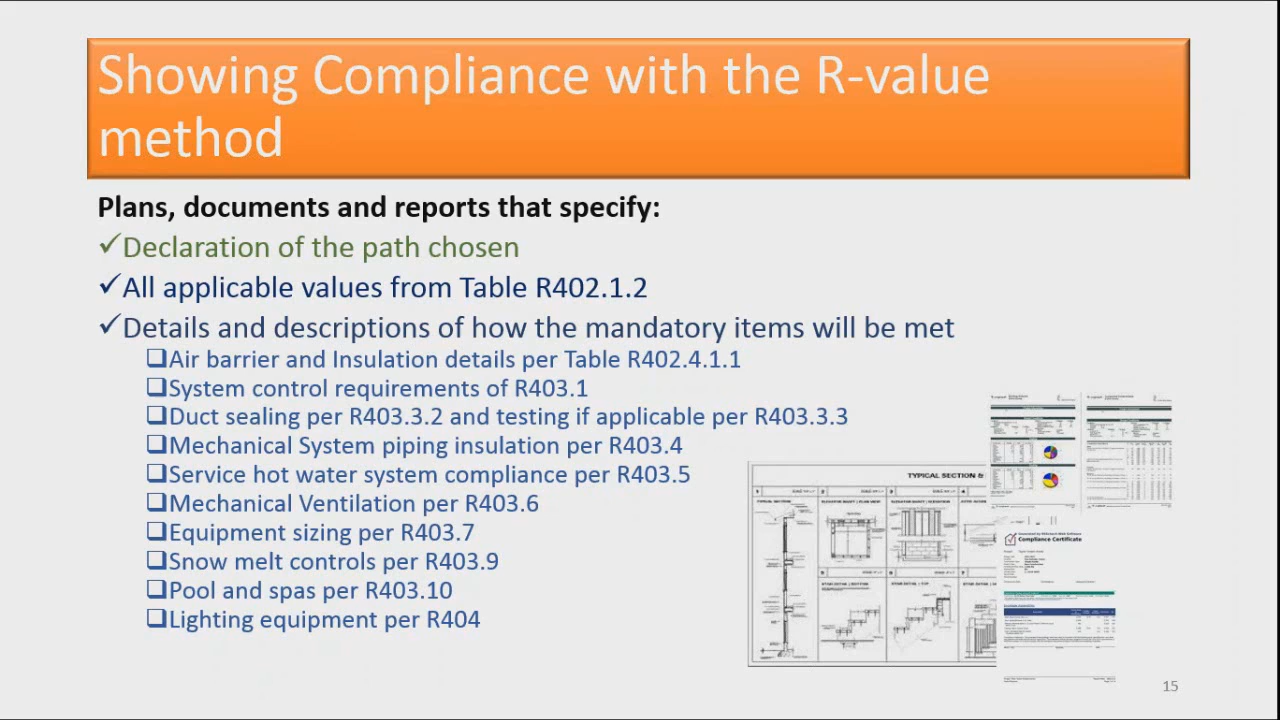 Showing Compliance with the R-value
method
Plans, documents and reports that specify:
✓Declaration of the path chosen
✓All applicable values from Table R402.1.2
✓Details and descriptions of how the mandatory items will be met
❑Air barrier and Insulation details per Table R402.4.1.1
❑System control requirements of R403.1
❑Duct sealing per R403.3.2 and testing if applicable per R403.3.3
❑Mechanical System piping insulation per R403.4
❑Service hot water system compliance per R403.5
❑Mechanical Ventilation per R403.6
❑Equipment sizing per R403.7
❑Snow melt controls per R403.9
❑Pool and spas per R403.10
❑Lighting equipment per R404
TYPICAL SECTION &
Compliance Certificate
15